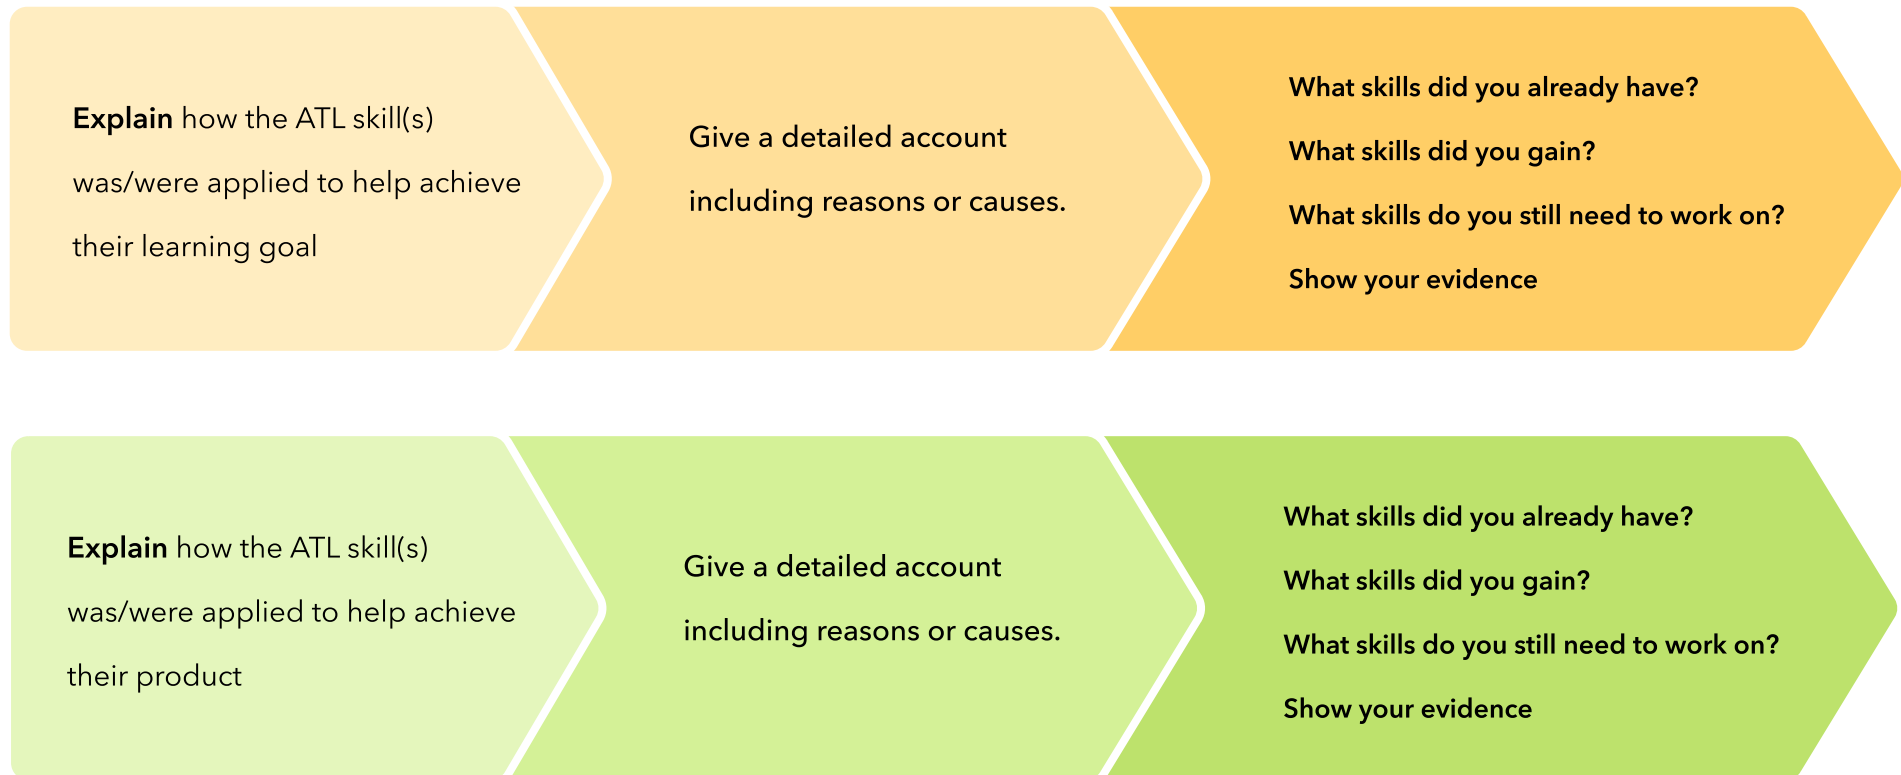 Explain how the ATL skill(s)
was/were applied to help achieve
their learning goal
Give a detailed account
including reasons or causes.
What skills did you already have?
What skills did you gain?
What skills do you still need to work on?
Show your evidence
Explain how the ATL skill(s)
was/were applied to help achieve
their product
Give a detailed account
including reasons or causes.
What skills did you already have?
What skills did you gain?
What skills do you still need to work on?
Show your evidence